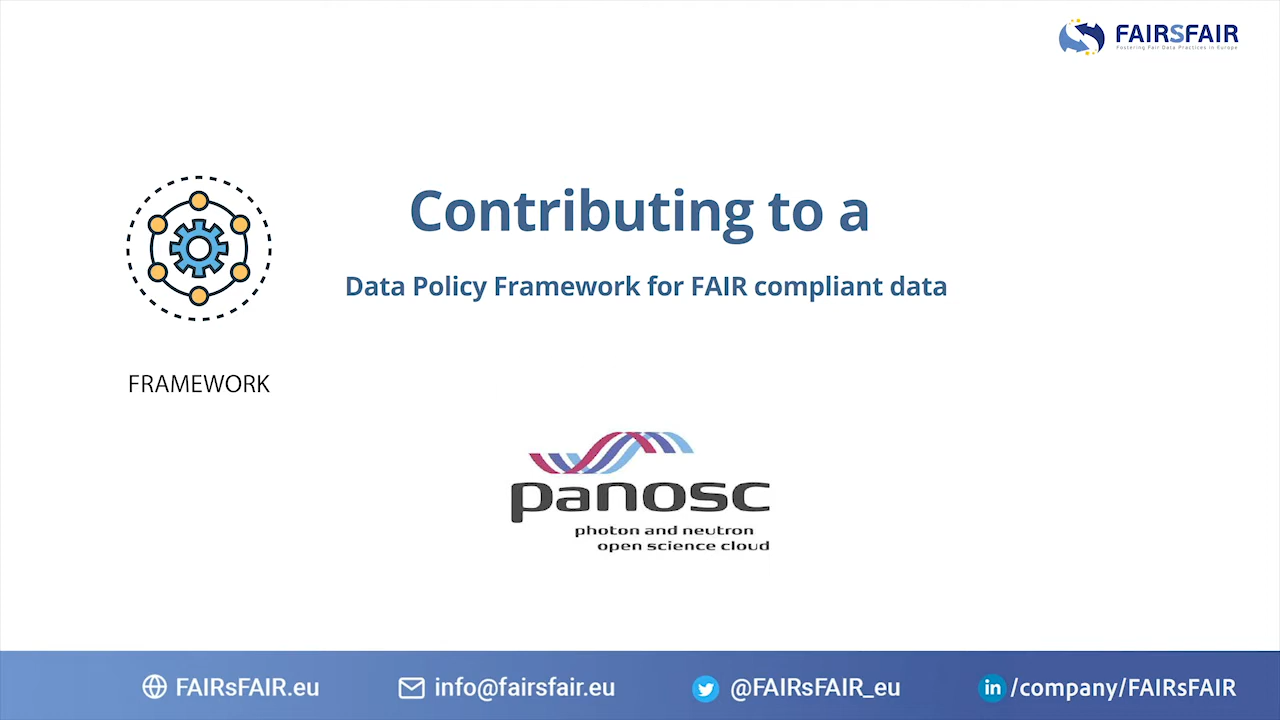 FAIRSFAIR
Fostering Fair Data Practices in Europe
Contributing to a
Data Policy Framework for FAIR compliant data
FRAMEWORK
panosc
photon and neutron
open science cloud
FAIRsFAIR.eu
info@fairsfair.eu
@FAIRsFAIR_eu
in /company/FAIRsFAIR